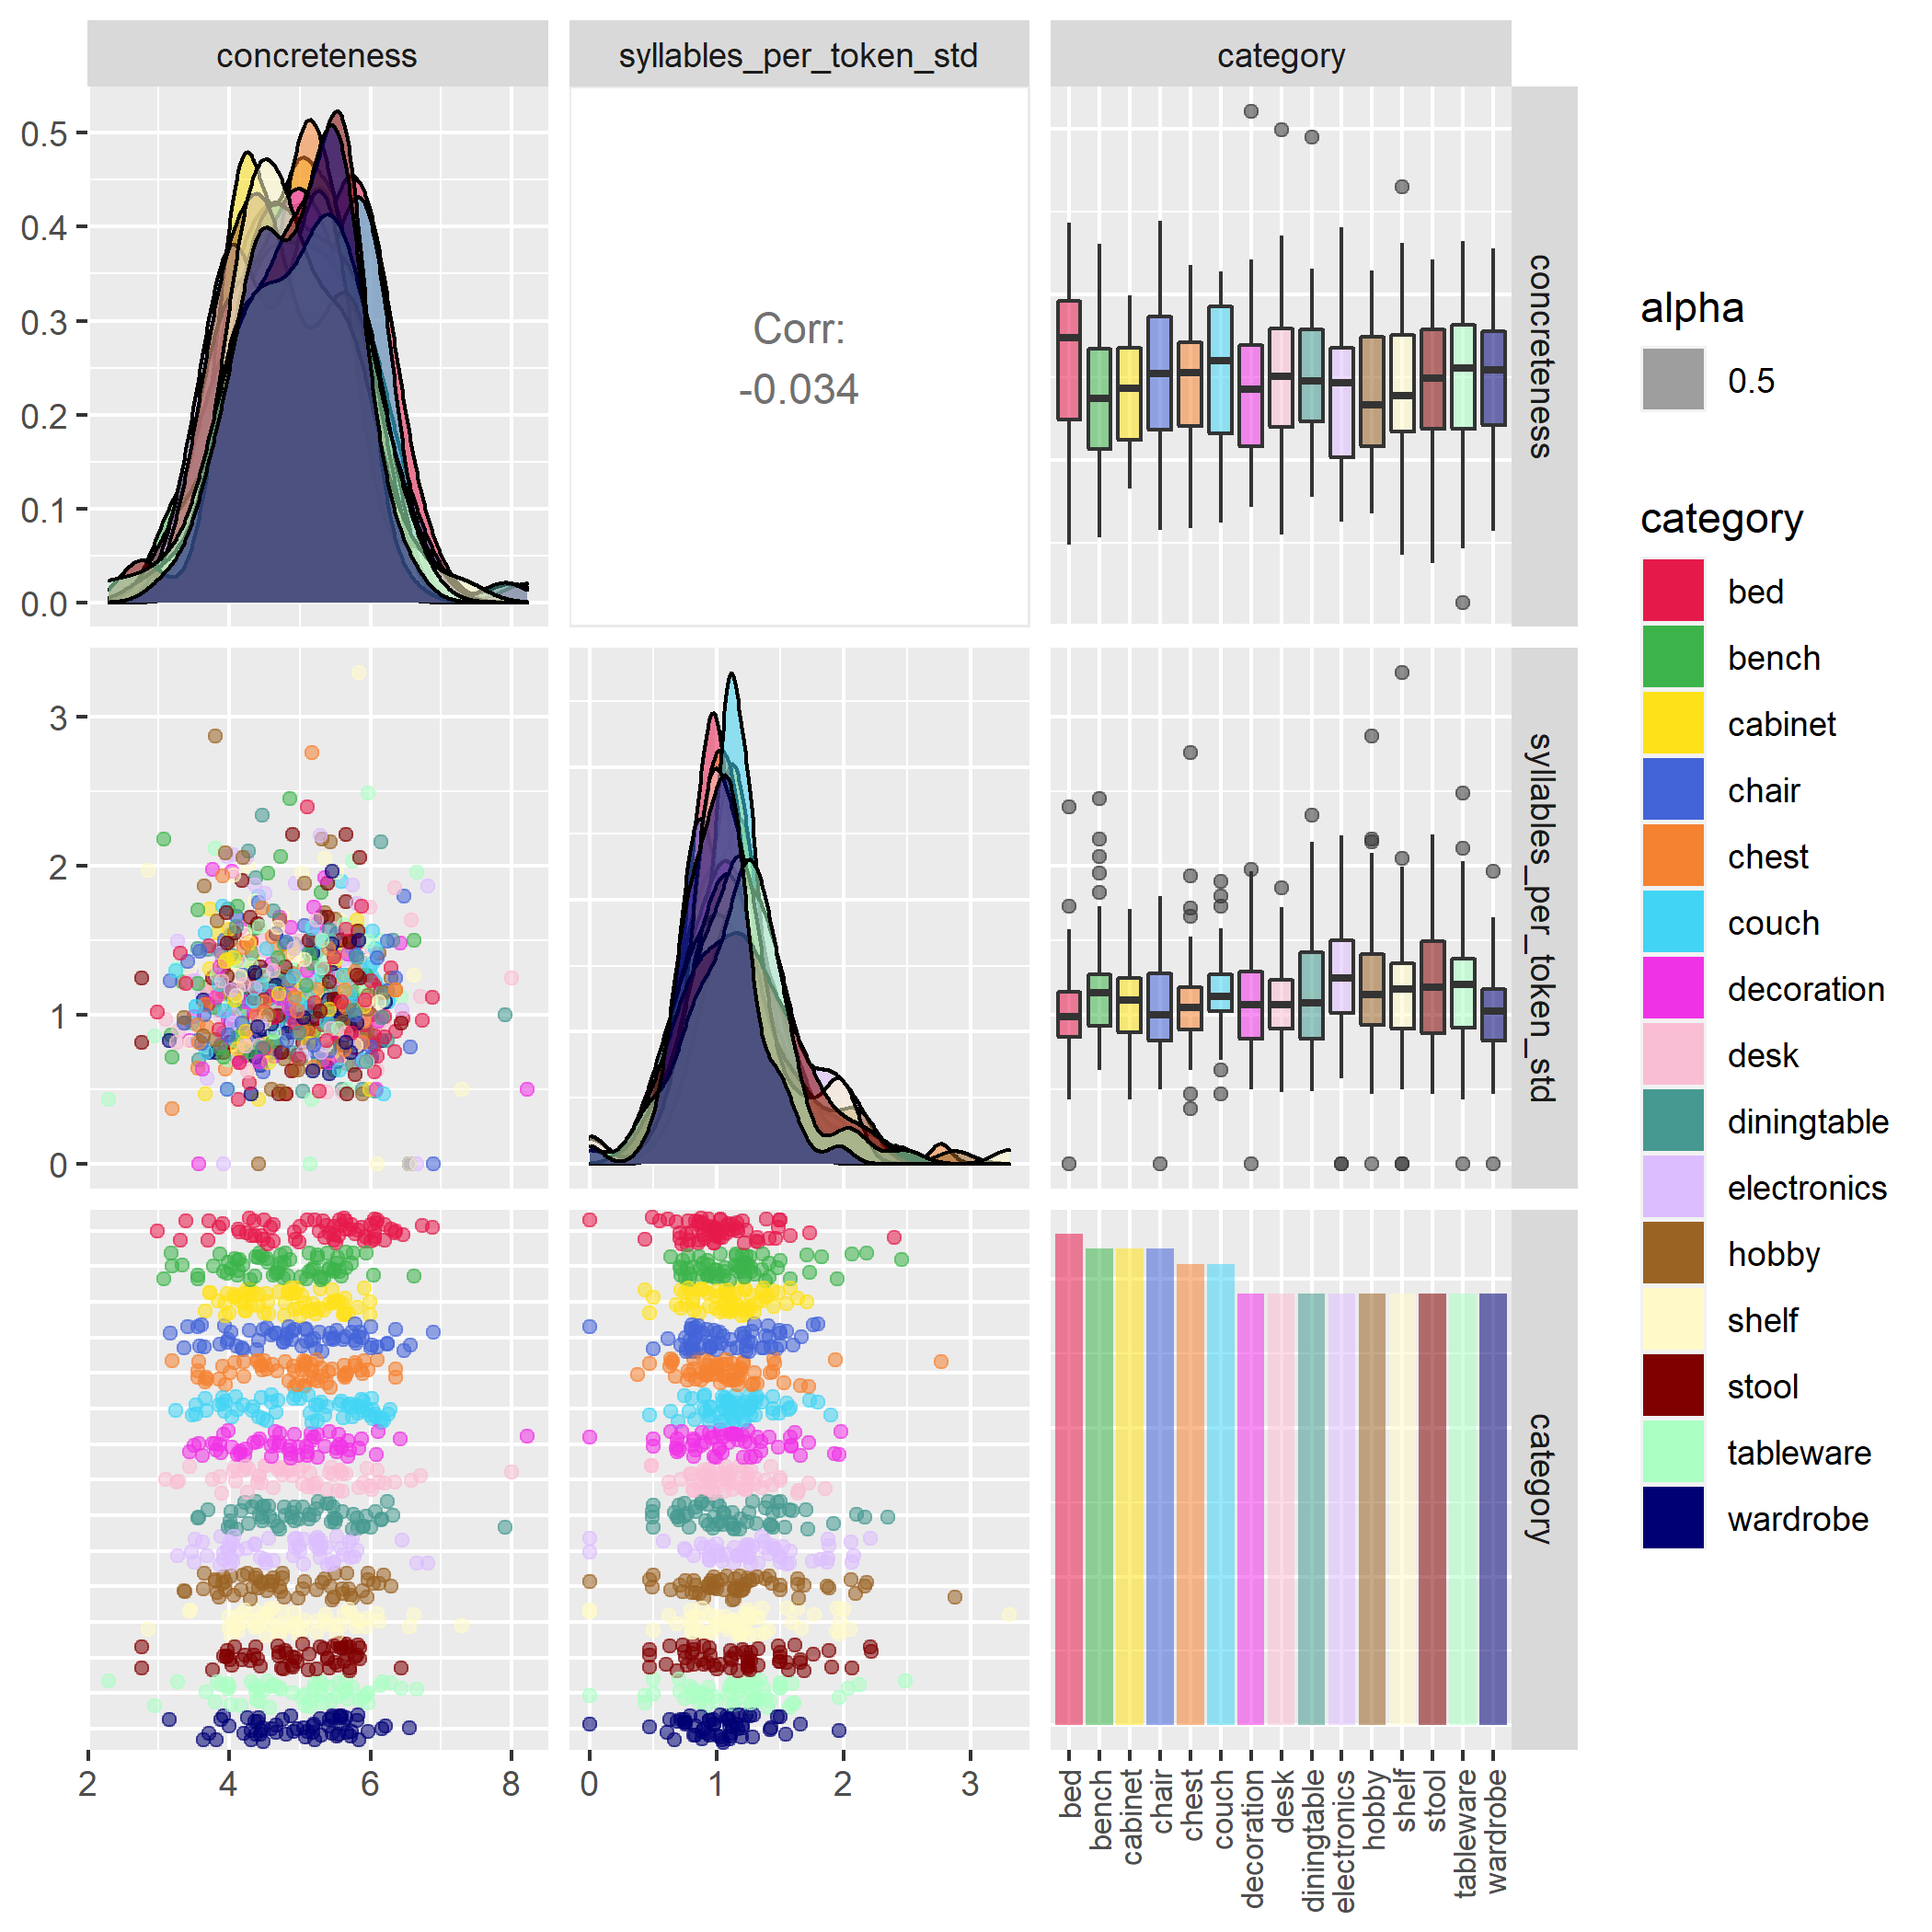 concreteness
syllables_per_token_std
category
0.5
0.4
0.3
0.2
0.1
0.0
Corr:
-0.034
concreteness
3
2
1
0
syllables_per_token_std
category
2
4
6
8
0
1
2
3
bed
bench
cabinet
chair
chest
couch
decoration
desk
diningtable
electronics
hobby
shelf
stool
tableware
wardrobe
alpha
0.5
category
bed
bench
cabinet
chair
chest
couch
decoration
desk
diningtable
electronics
hobby
shelf
stool
tableware
wardrobe